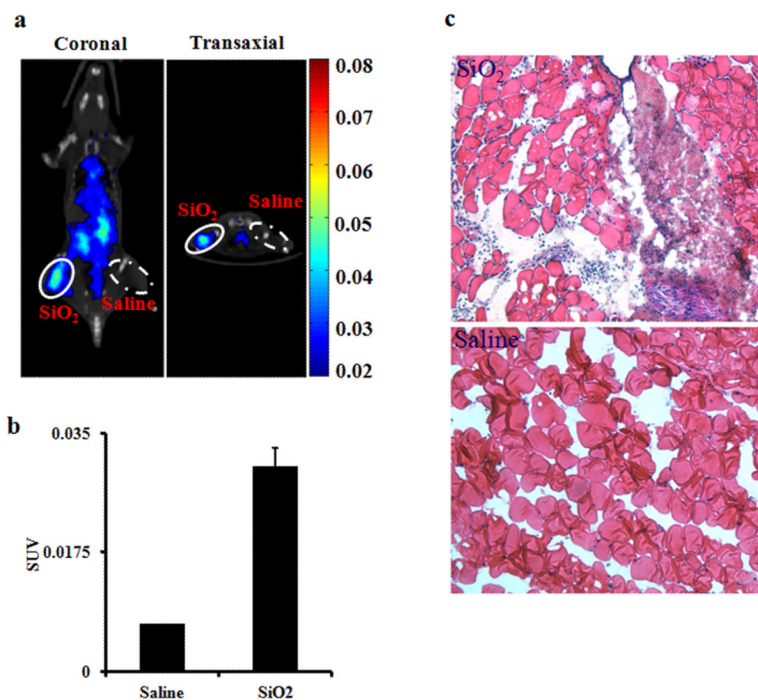 a
Coronal
Transaxial
SiO2
Saline
SiO2
Saline
0.08
0.07
0.06
0.05
0.04
0.03
0.02
b
SUV
0.035
0.0175
0
Saline
SiO2
c
SiO2
Saline